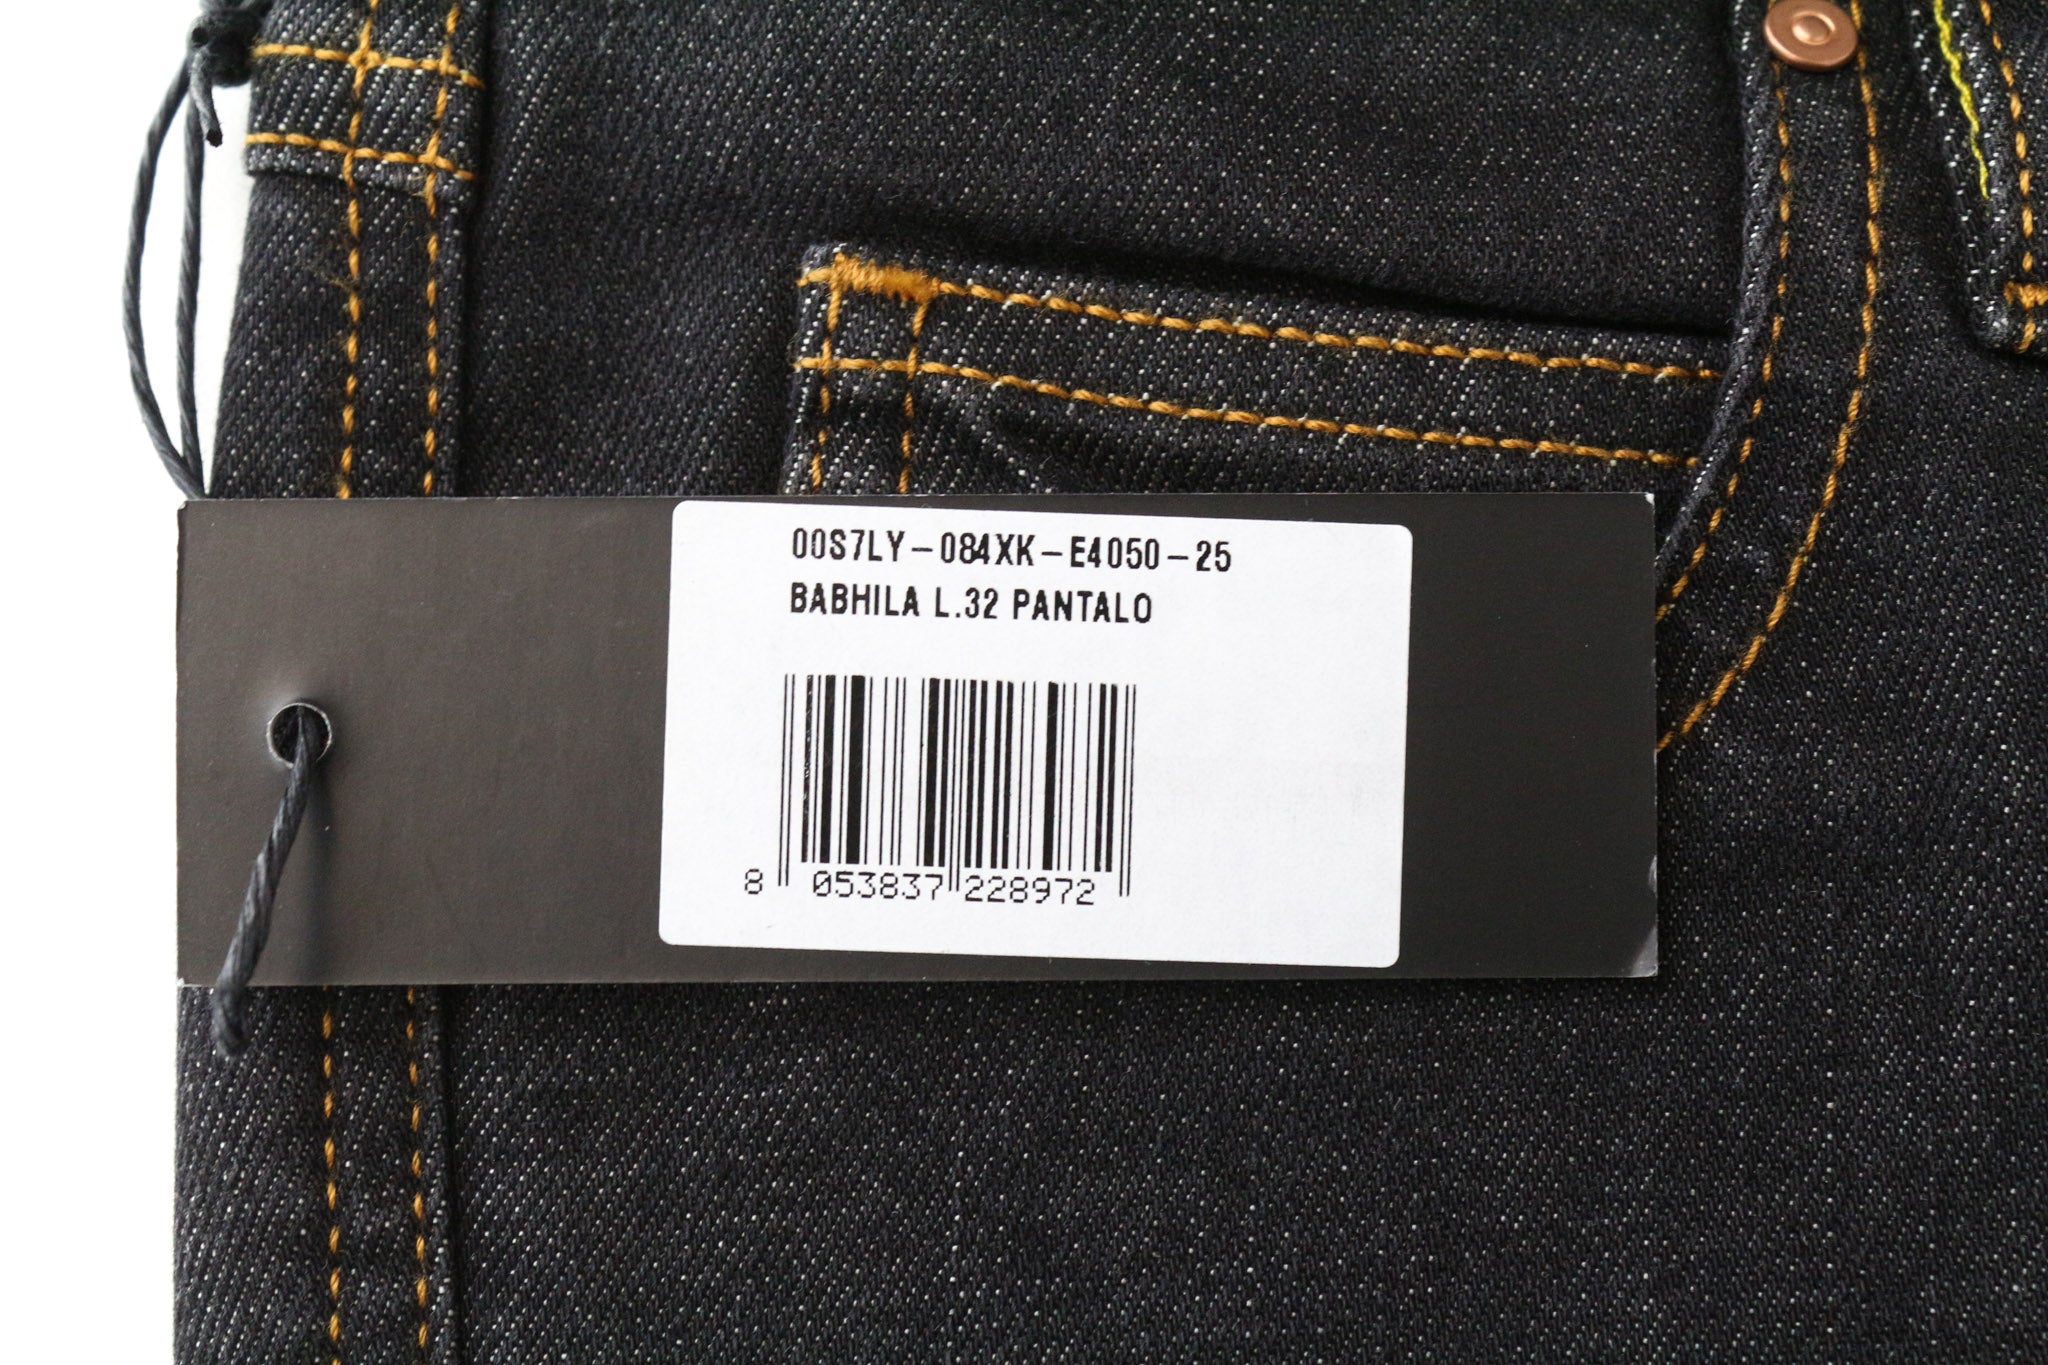 00S7LY-084XK-E4050-25
BABHILA L.32 PANTALO
8 053837 228972